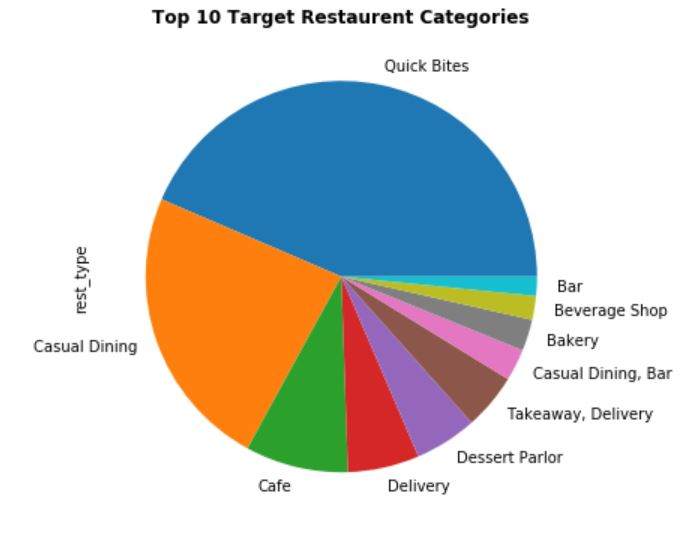 Top 10 Target Restaurent Categories
Quick Bites
rest_type
Casual Dining
Cafe
Delivery
Dessert Parlor
Takeaway, Delivery
Casual Dining, Bar
Bakery
Beverage Shop
Bar